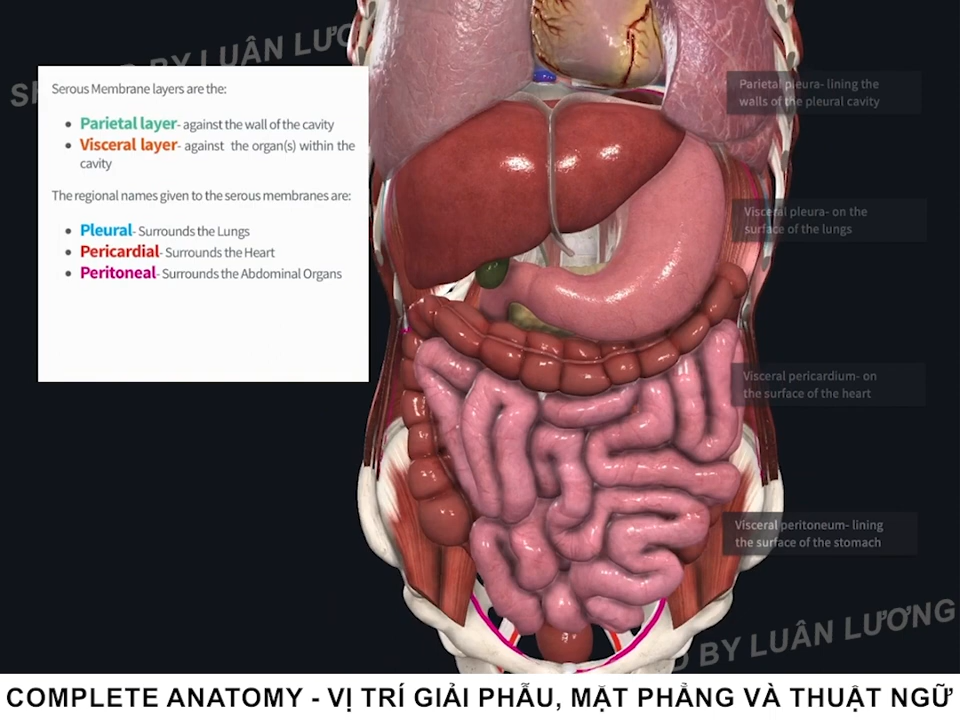 Serous Membrane layers are the:
• Parietal layer- against the wall of the cavity
• Visceral layer- against the organ(s) within the
cavity
The regional names given to the serous membranes are:
• Pleural- Surrounds the Lungs
• Pericardial- Surrounds the Heart
• Peritoneal- Surrounds the Abdominal Organs
Parietal pleura- lining the
walls of the pleural cavity
Visceral pleura- on the
surface of the lungs
Visceral pericardium- on
the surface of the heart
Visceral peritoneum- lining
the surface of the stomach
BY LUÂN LƯƠNG
BY LUÂN LƯƠNG
COMPLETE ANATOMY - VỊ TRÍ GIẢI PHẪU, MẶT PHẲNG VÀ THUẬT NGỮ